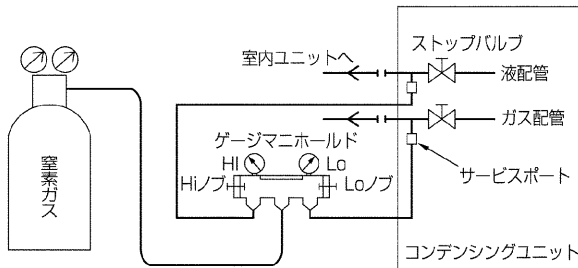 ストップバルブ
室内ユニットへ
液配管
ガス配管
ゲージマニホールド
HI
Lo
Hiノブ
Loノブ
サービスポート
窒素ガス
コンデンシングユニット